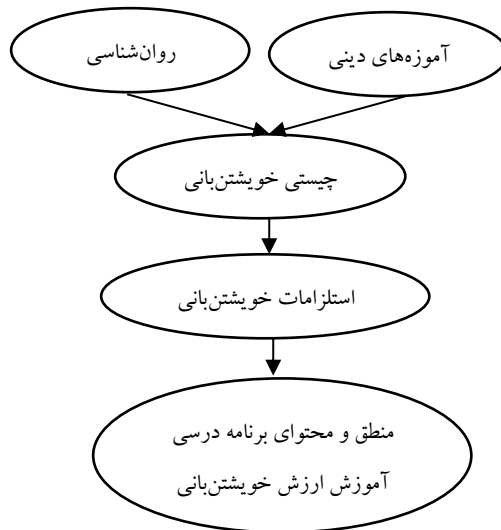 آموزه‌های دینی
روان‌شناسی
چیستی خویشتن‌بانی
استلزامات خویشتن‌بانی
منطق و محتوای برنامه درسی
آموزش ارزش خویشتن‌بانی